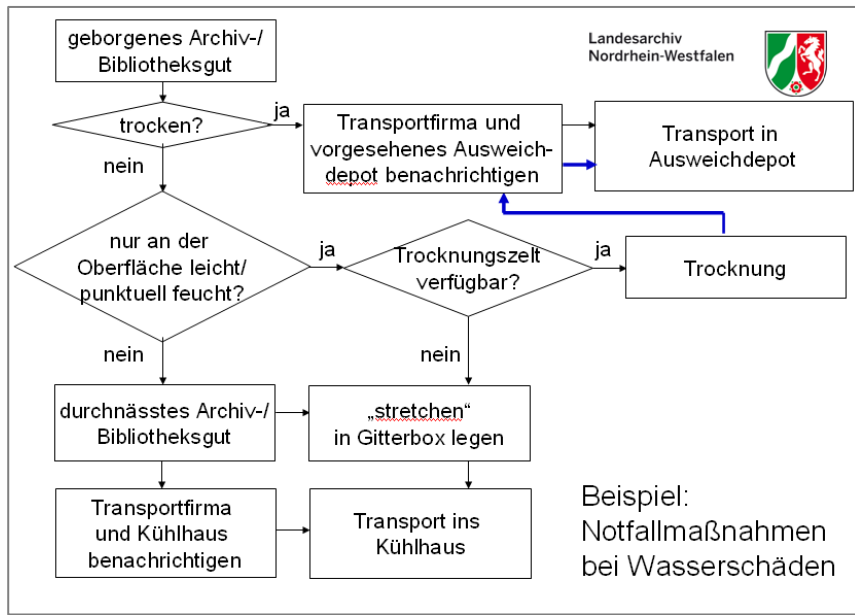 geborgenes Archiv-/
Bibliotheksgut
Landesarchiv
Nordrhein-Westfalen
trocken?
ja
Transportfirma und
vorgesehenes Ausweich-
depot benachrichtigen
Transport in
Ausweichdepot
nein
nur an der
Oberfläche leicht/
punktuell feucht?
ja
Trocknungszelt
verfügbar?
ja
Trocknung
nein
nein
durchnässtes Archiv-/
Bibliotheksgut
„stretchen“
in Gitterbox legen
Transportfirma
und Kühlhaus
benachrichtigen
Transport ins
Kühlhaus
Beispiel:
Notfallmaßnahmen
bei Wasserschäden